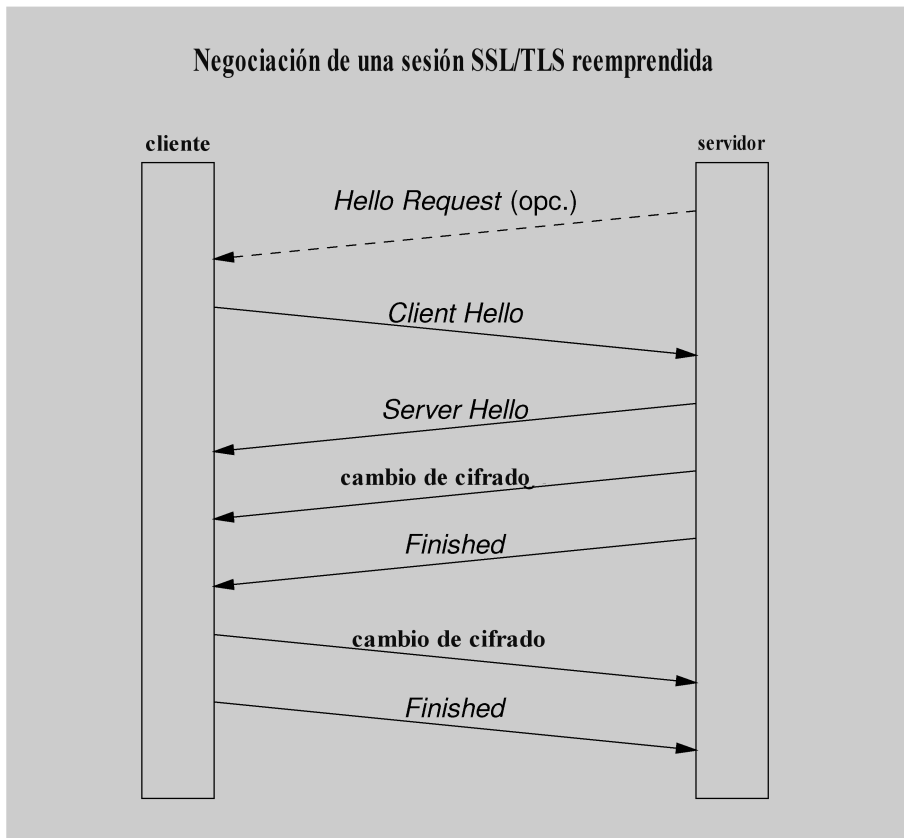 Negociación de una sesión SSL/TLS reemprendida
cliente
servidor
Hello Request (opc.)
Client Hello
Server Hello
cambio de cifrado
Finished
cambio de cifrado
Finished